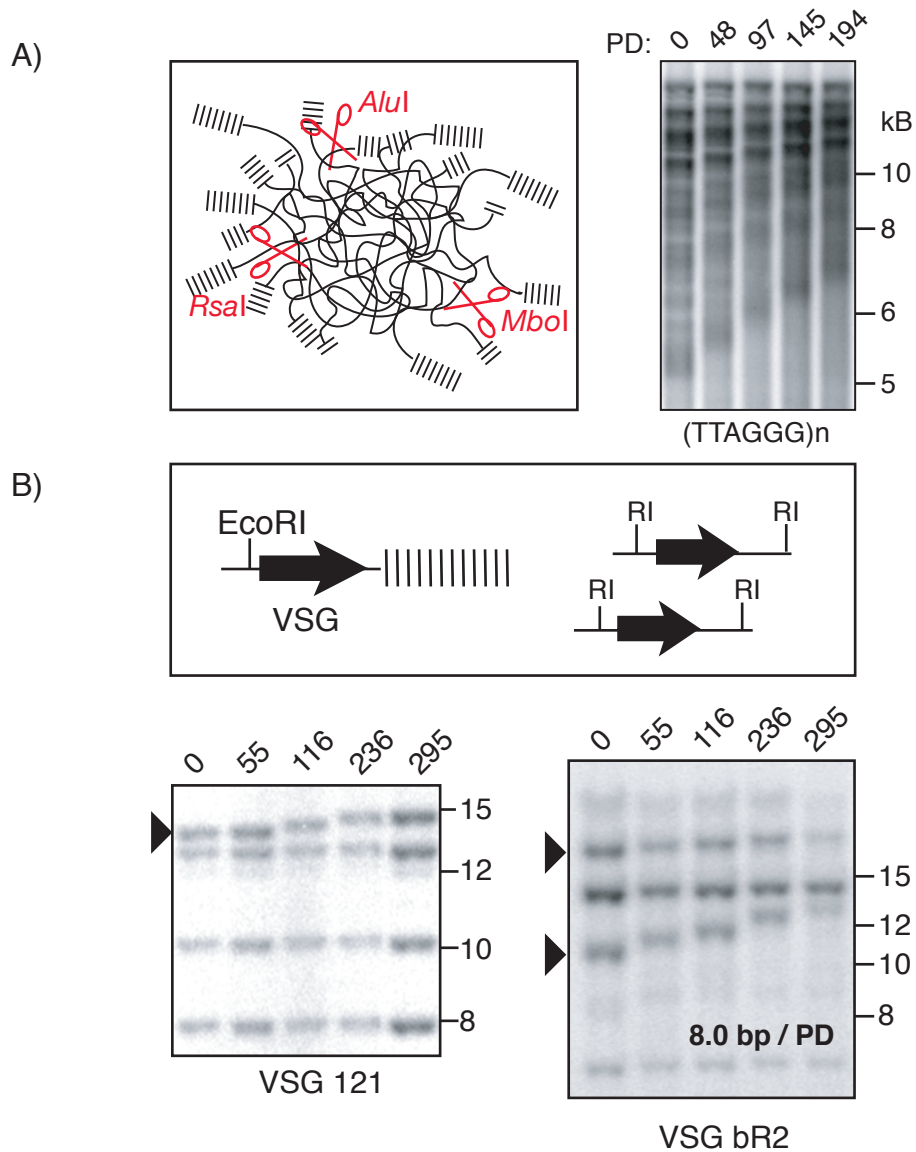 A)
PD: 0 48 97 145 194
AluI
RsaI
MboI
kB
10
8
6
5
(TTAGGG)n
B)
EcoRI
VSG
RI RI
RI RI
0 55 116 236 295
15
12
10
8
VSG 121
0 55 116 236 295
15
12
10
8
8.0 bp / PD
VSG bR2